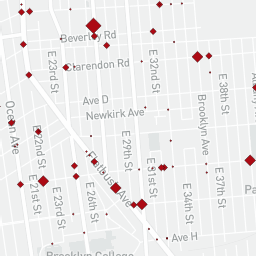 Beverley Rd
E 23rd St
E 32nd St
Clarendon Rd
E 38th St
Ave D
Newkirk Ave
Brooklyn Ave
Ocean Ave
E 22nd St
E 29th St
Flatbush Ave
E 31st St
E 21st St
E 23rd St
E 26th St
E 34th St
E 37th St
Pa
Ave H
Brooklyn College